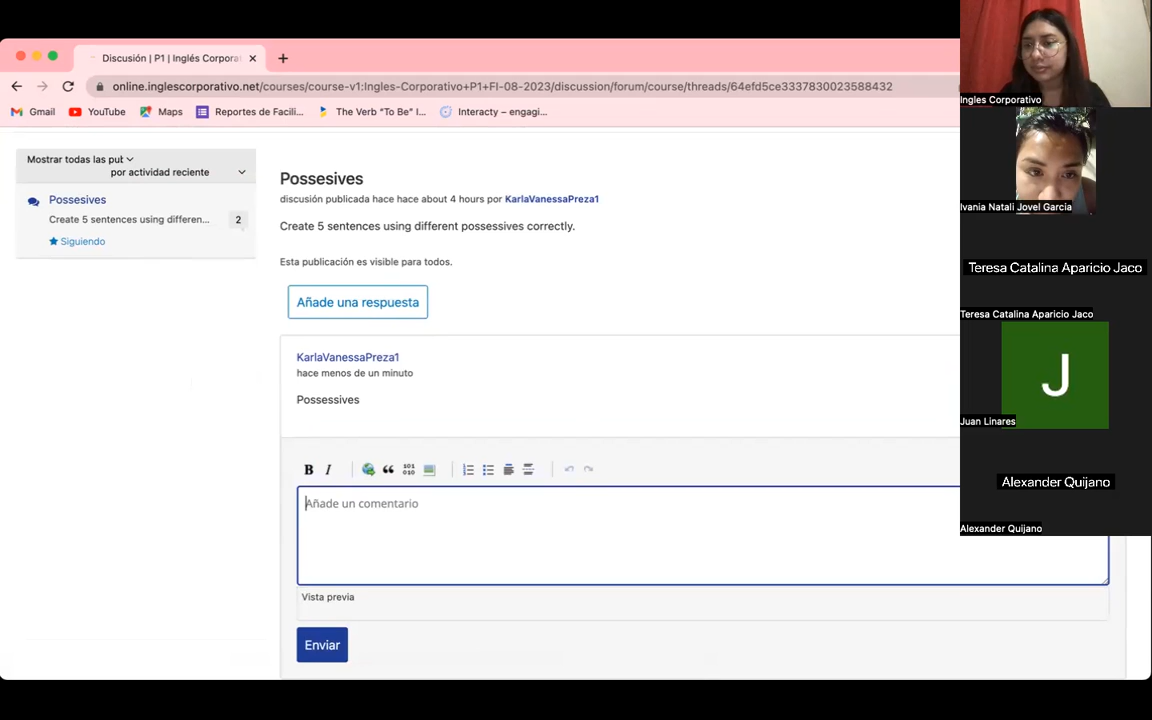 Discusión | P1 | Inglés Corpora
online.inglescorporativo.net/courses/course-v1:Ingles-Corporativo+P1+FI-08-2023/discussion/forum/course/threads/64efd5ce3337830023588432
Gmail
YouTube
Maps
Reportes de Facili...
The Verb “To Be” I...
Interacty – engagi...
Mostrar todas las put
por actividad reciente
Possesives
Create 5 sentences using differen...
2
Siguiendo
Possesives
discusión publicada hace hace about 4 hours por KarlaVanessaPreza1
Create 5 sentences using different possessives correctly.
Esta publicación es visible para todos.
Añade una respuesta
KarlaVanessaPreza1
hace menos de un minuto
Possessives
B I
101
010
Añade un comentario
Vista previa
Enviar
Ingles Corporativo
Ivania Natali Jovel Garcia
Teresa Catalina Aparicio Jaco
Teresa Catalina Aparicio Jaco
J
Juan Linares
Alexander Quijano
Alexander Quijano